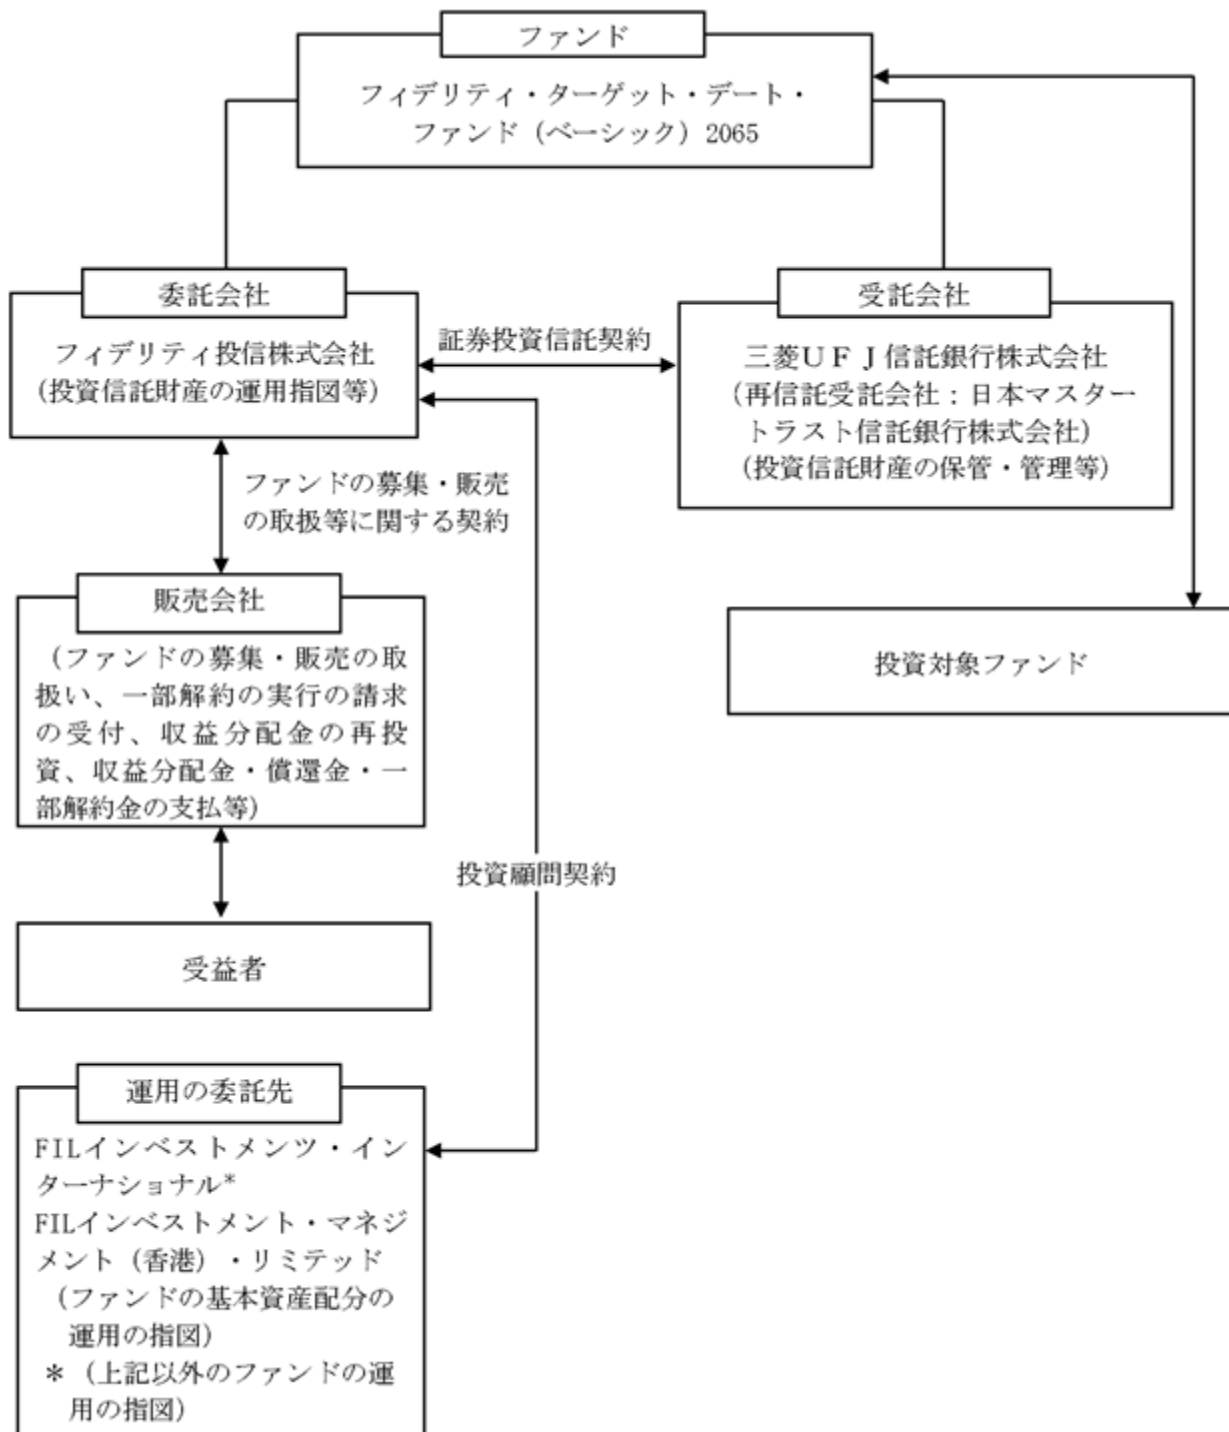 ファンド
フィデリティ・ターゲット・デート・
ファンド（ベーシック）2065
委託会社
フィデリティ投信株式会社
（投資信託財産の運用指図等）
証券投資信託契約
受託会社
三菱ＵＦＪ信託銀行株式会社
（再信託受託会社：日本マスター
トラスト信託銀行株式会社）
（投資信託財産の保管・管理等）
ファンドの募集・販売
の取扱等に関する契約
販売会社
（ファンドの募集・販売の取
扱い、一部解約の実行の請求
の受付、収益分配金の再投
資、収益分配金・償還金・一
部解約金の支払等）
投資対象ファンド
投資顧問契約
受益者
運用の委託先
FILインベストメンツ・イン
ターナショナル*
FILインベストメント・マネジ
メント（香港）・リミテッド
（ファンドの基本資産配分の
運用の指図）
＊（上記以外のファンドの運
用の指図）